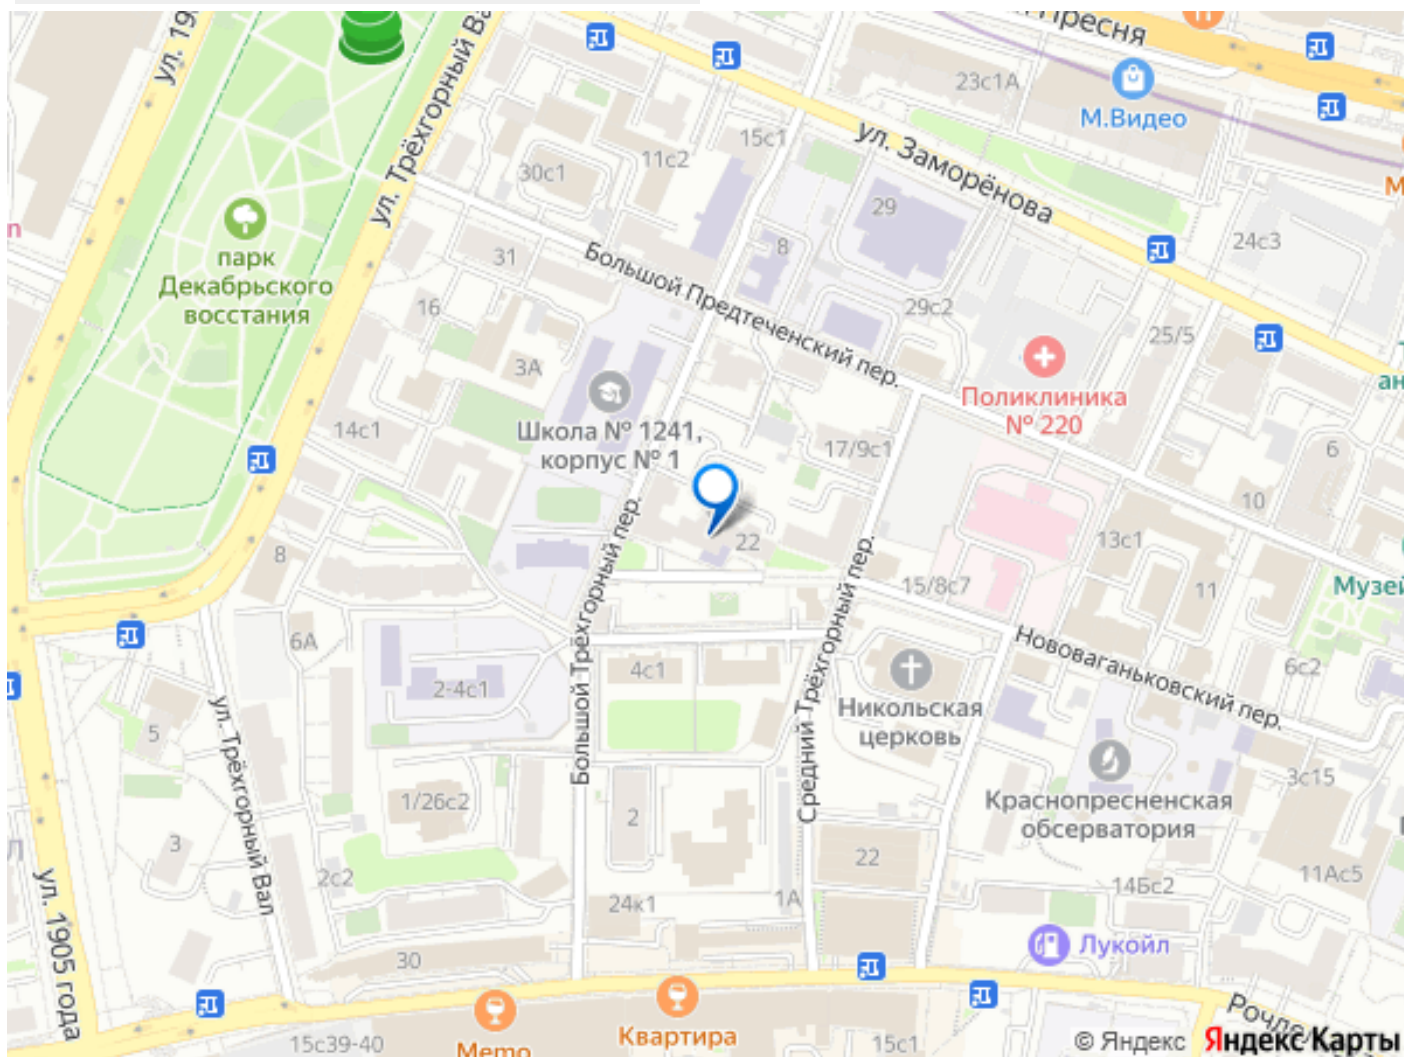 Пресня
ул. 19
ул. Трёхгорный Ва
23с1А
М.Видео
15с1
ул. Заморёнова
11с2
30с1
М
29
п
парк
Декабрьского
восстания
8
24с3
31
Большой Предтеченский пер.
16
29с2
25/5
3А
Поликлиника
№ 220
ан
14с1
Школа № 1241,
корпус № 1
17/9с1
6
10
22
13с1
8
15/8с7
11
Музей
Большой Трёхгорный пер.
Средний Трёхгорный пер.
Нововаганьковский пер.
6А
4с1
6с2
2-4с1
Никольская
церковь
ул. Трёхгорный Вал
5
3с15
1/26с2
Краснопресненская
обсерватория
2
3
22
2с2
14Бс2
11Ас5
1А
24к1
ул. 1905 года
Лукойл
30
Квартира
Мемо
15с39-40
15с1
Рочдел
© Яндекс Яндекс Карты